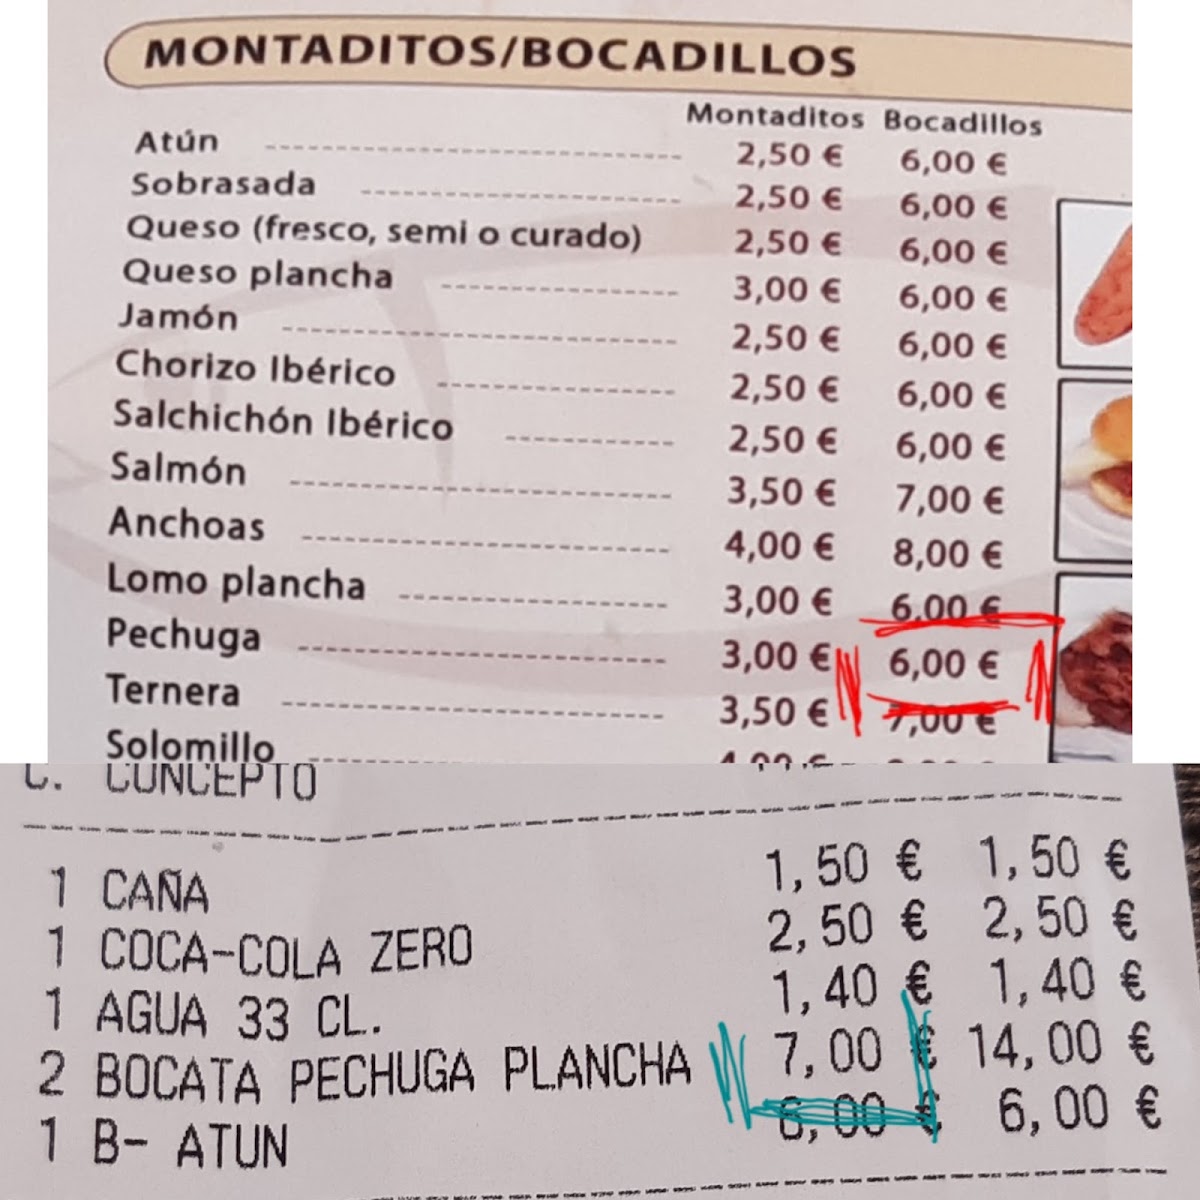 MONTADITOS/BOCADILLOS
Montaditos Bocadillos
Atún 2,50 € 6,00 €
Sobrasada 2,50 € 6,00 €
Queso (fresco, semi o curado) 2,50 € 6,00 €
Queso plancha 3,00 € 6,00 €
Jamón 2,50 € 6,00 €
Chorizo Ibérico 2,50 € 6,00 €
Salchichón Ibérico 2,50 € 6,00 €
Salmón 3,50 € 7,00 €
Anchoas 4,00 € 8,00 €
Lomo plancha 3,00 € 6,00 €
Pechuga 3,00 € 6,00 €
Ternera 3,50 € 7,00 €
Solomillo
C. CONCEPTO
1 CAÑA 1,50 € 1,50 €
1 COCA-COLA ZERO 2,50 € 2,50 €
1 AGUA 33 CL. 1,40 € 1,40 €
2 BOCATA PECHUGA PLANCHA 7,00 € 14,00 €
1 B- ATUN 6,00 € 6,00 €